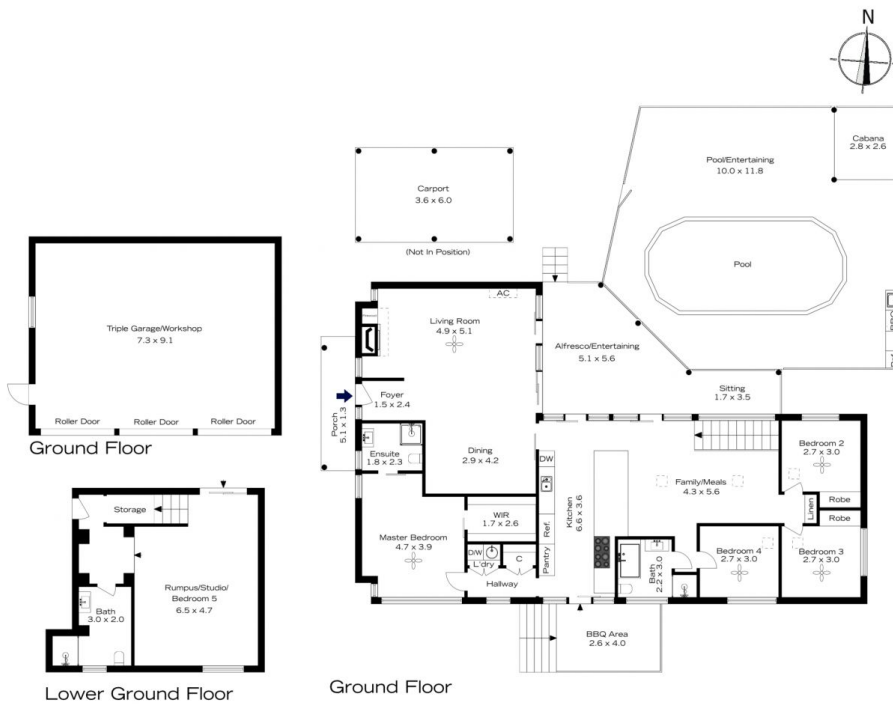 N
Cabana
2.8 x 2.6
Pool/Entertaining
10.0 x 11.8
Carport
3.6 x 6.0
(Not In Position)
Pool
AC
Living Room
4.9 x 5.1
Triple Garage/Workshop
7.3 x 9.1
Alfresco/Entertaining
5.1 x 5.6
Sitting
1.7 x 3.5
Foyer
1.5 x 2.4
Porch
5.1 x 1.3
Roller Door
Roller Door
Roller Door
Ground Floor
Ensuite
1.8 x 2.3
Dining
2.9 x 4.2
DW
Kitchen
6.6 x 3.6
Ref.
Pantry
Family/Meals
4.3 x 5.6
Bedroom 2
2.7 x 3.0
Robe
Linen
Robe
Storage
WIR
1.7 x 2.6
Master Bedroom
4.7 x 3.9
D/W
L'dry
C
Hallway
Bath
2.2 x 3.0
Bedroom 4
2.7 x 3.0
Bedroom 3
2.7 x 3.0
Rumpus/Studio/
Bedroom 5
6.5 x 4.7
Bath
3.0 x 2.0
BBQ Area
2.6 x 4.0
Lower Ground Floor
Ground Floor